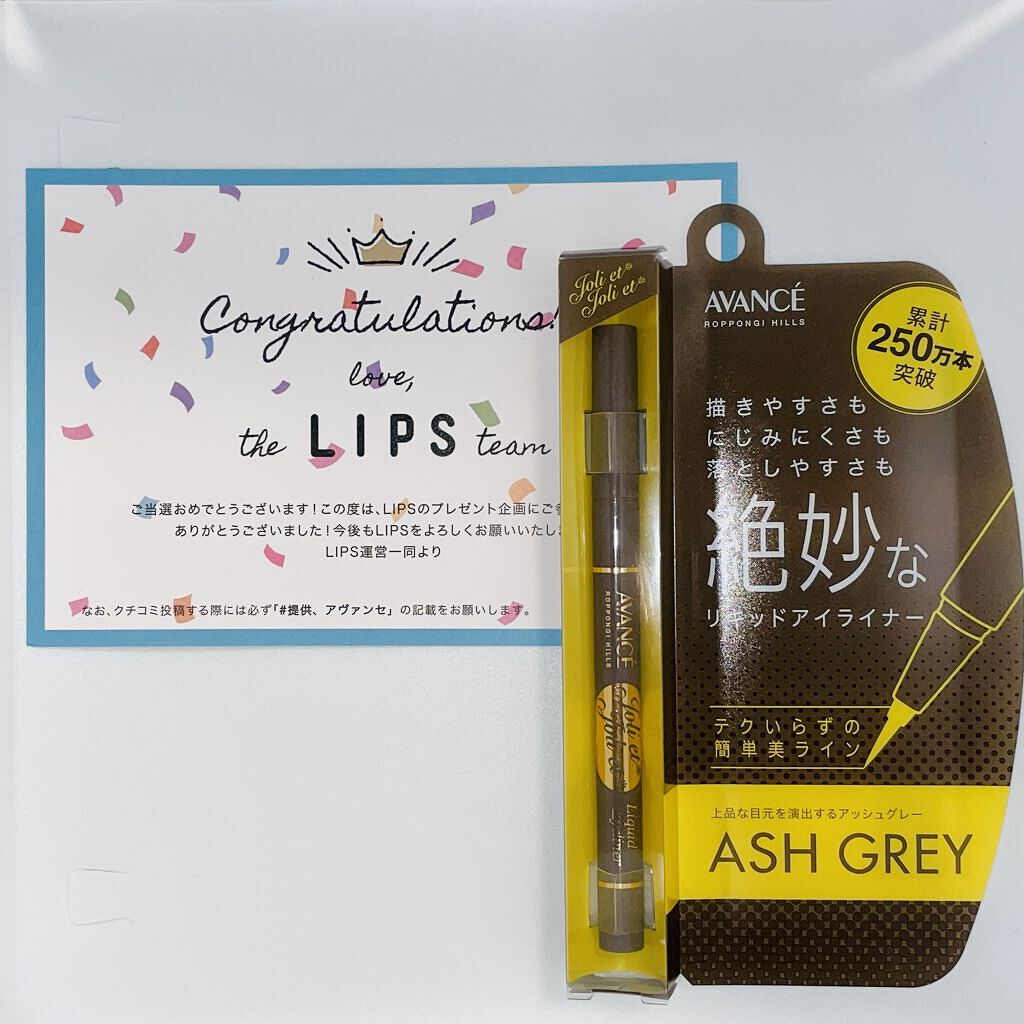 Congratulations!
love,
the LIPS team
ご当選おめでとうございます！この度は、LIPSのプレゼント企画にご
ありがとうございました！今後もLIPSをよろしくお願いいたし
LIPS運営一同より
なお、クチコミ投稿する際には必ず「#提供、アヴァンセ」の記載をお願いします。
Joli et
Joli et
AVANCÉ
ROPPONGI HILLS
Joli et
Joli et
Liquid
Eyeliner
AVANCÉ
ROPPONGI HILLS
累計
250万本
突破
描きやすさも
にじみにくさも
落としやすさも
絶妙な
リキッドアイライナー
テクいらずの
簡単美ライン
上品な目元を演出するアッシュグレー
ASH GREY